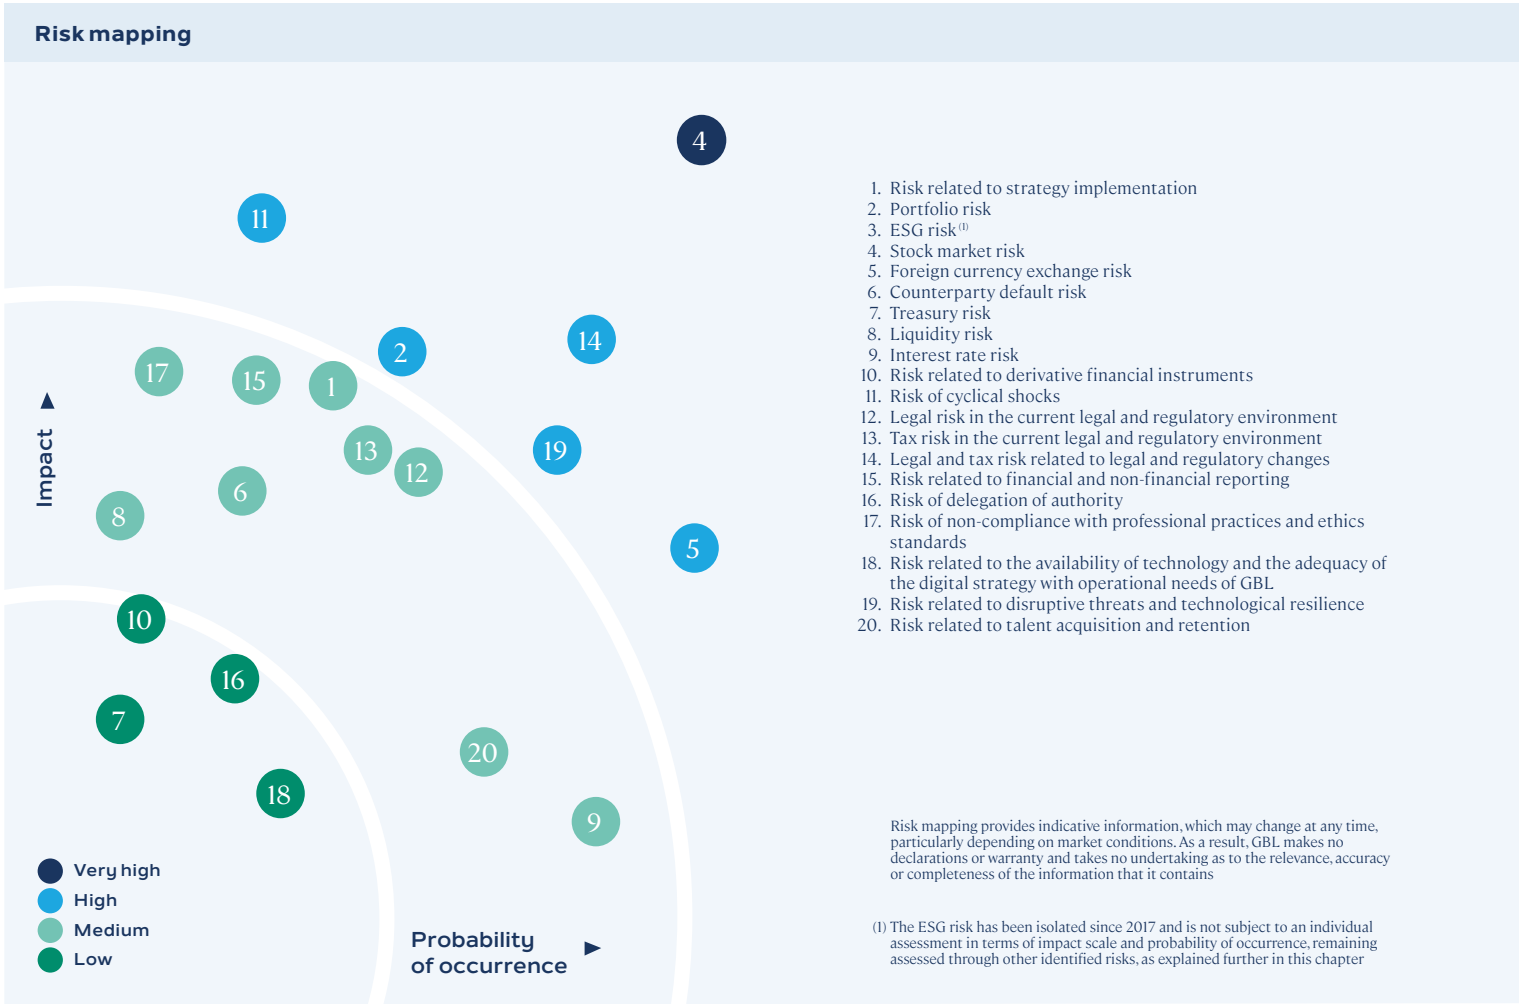 Risk mapping
4
11
14
2
17
15
1
13
19
12
6
8
5
10
16
7
20
18
9
Impact
Very high
High
Medium
Low
Probability
of occurrence
1. Risk related to strategy implementation
2. Portfolio risk
3. ESG risk (1)
4. Stock market risk
5. Foreign currency exchange risk
6. Counterparty default risk
7. Treasury risk
8. Liquidity risk
9. Interest rate risk
10. Risk related to derivative financial instruments
11. Risk of cyclical shocks
12. Legal risk in the current legal and regulatory environment
13. Tax risk in the current legal and regulatory environment
14. Legal and tax risk related to legal and regulatory changes
15. Risk related to financial and non-financial reporting
16. Risk of delegation of authority
17. Risk of non-compliance with professional practices and ethics
standards
18. Risk related to the availability of technology and the adequacy of
the digital strategy with operational needs of GBL
19. Risk related to disruptive threats and technological resilience
20. Risk related to talent acquisition and retention
Risk mapping provides indicative information, which may change at any time,
particularly depending on market conditions. As a result, GBL makes no
declarations or warranty and takes no undertaking as to the relevance, accuracy
or completeness of the information that it contains
(1) The ESG risk has been isolated since 2017 and is not subject to an individual
assessment in terms of impact scale and probability of occurrence, remaining
assessed through other identified risks, as explained further in this chapter